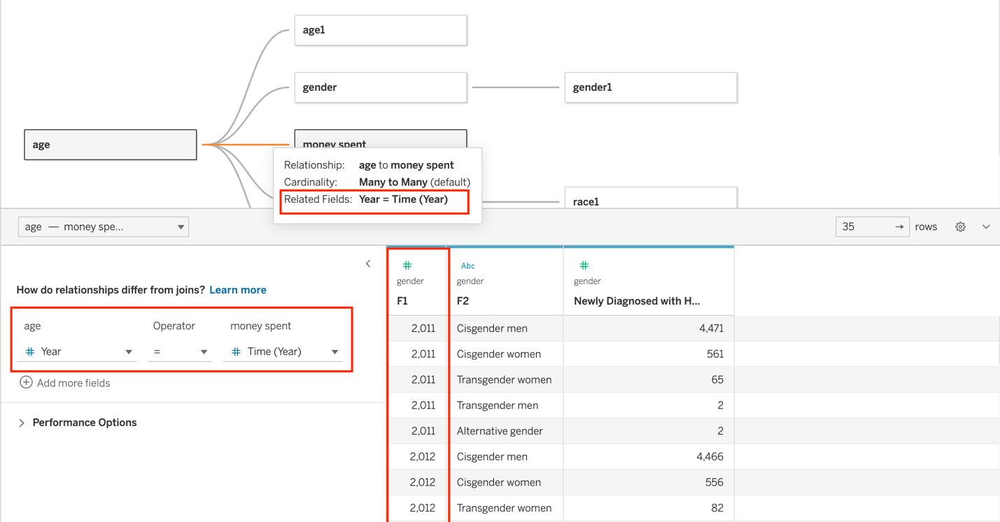 age1
gender
gender1
age
money spent
Relationship: age to money spent
Cardinality: Many to Many (default)
Related Fields: Year = Time (Year)
race1
age — money spe...
35 → rows
How do relationships differ from joins? Learn more
age Operator money spent
# Year = # Time (Year)
Add more fields
Performance Options
# Abc #
gender gender gender
F1 F2 Newly Diagnosed with H...
2,011 Cisgender men 4,471
2,011 Cisgender women 561
2,011 Transgender women 65
2,011 Transgender men 2
2,011 Alternative gender 2
2,012 Cisgender men 4,466
2,012 Cisgender women 556
2,012 Transgender women 82